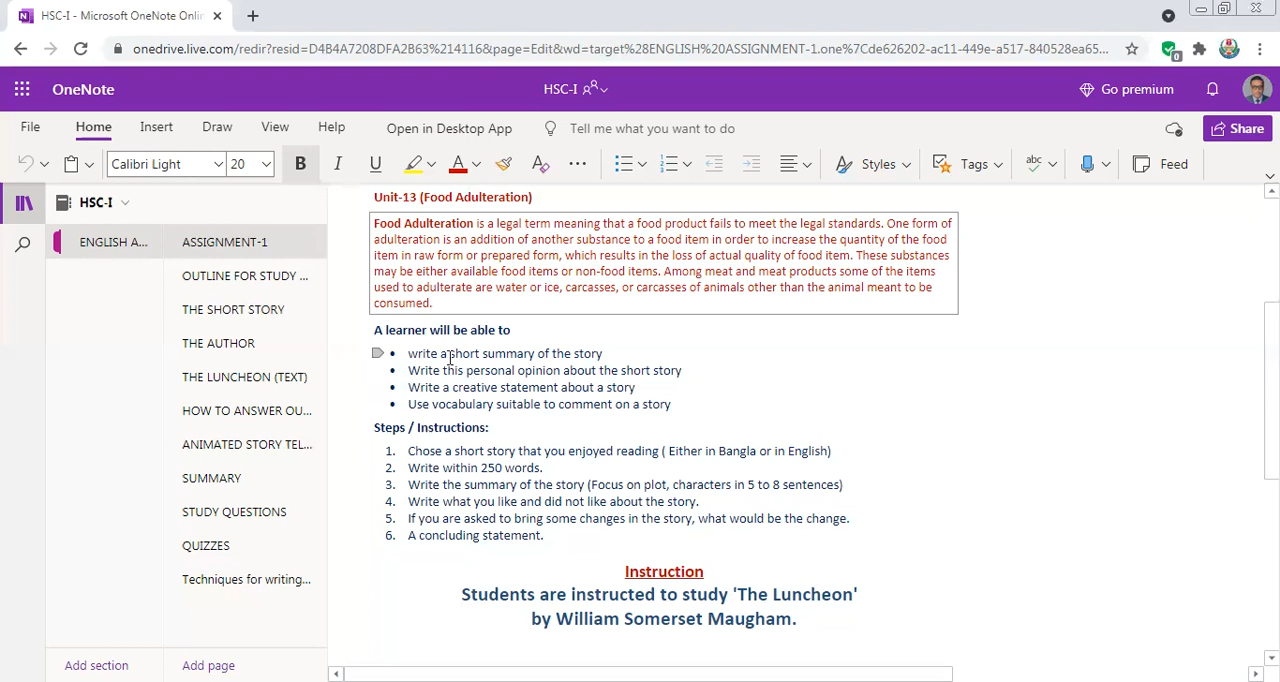 HSC-I - Microsoft OneNote Onlin
onedrive.live.com/redir?resid=D4B4A7208DFA2B63%214116&page=Edit&wd=target%28ENGLISH%20ASSIGNMENT-1.one%7Cde626202-ac11-449e-a517-840528ea65...
OneNote
HSC-I
Go premium
File
Home
Insert
Draw
View
Help
Open in Desktop App
Tell me what you want to do
Share
Calibri Light
20
B
I
U
A
Styles
Tags
abc
Feed
HSC-I
ENGLISH A...
ASSIGNMENT-1
OUTLINE FOR STUDY ...
THE SHORT STORY
THE AUTHOR
THE LUNCHEON (TEXT)
HOW TO ANSWER OU...
ANIMATED STORY TEL...
SUMMARY
STUDY QUESTIONS
QUIZZES
Techniques for writing...
Add section
Add page
Unit-13 (Food Adulteration)
Food Adulteration is a legal term meaning that a food product fails to meet the legal standards. One form of
adulteration is an addition of another substance to a food item in order to increase the quantity of the food
item in raw form or prepared form, which results in the loss of actual quality of food item. These substances
may be either available food items or non-food items. Among meat and meat products some of the items
used to adulterate are water or ice, carcasses, or carcasses of animals other than the animal meant to be
consumed.
A learner will be able to
• write a short summary of the story
• Write this personal opinion about the short story
• Write a creative statement about a story
• Use vocabulary suitable to comment on a story
Steps / Instructions:
1. Chose a short story that you enjoyed reading ( Either in Bangla or in English)
2. Write within 250 words.
3. Write the summary of the story (Focus on plot, characters in 5 to 8 sentences)
4. Write what you like and did not like about the story.
5. If you are asked to bring some changes in the story, what would be the change.
6. A concluding statement.
Instruction
Students are instructed to study 'The Luncheon'
by William Somerset Maugham.